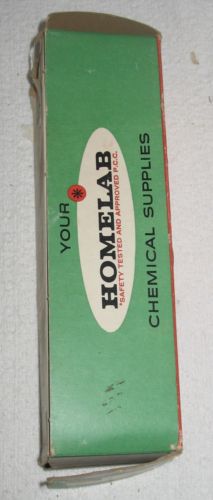 YOUR *
HOMELAB
*SAFETY TESTED AND APPROVED P.C.C.
CHEMICAL SUPPLIES